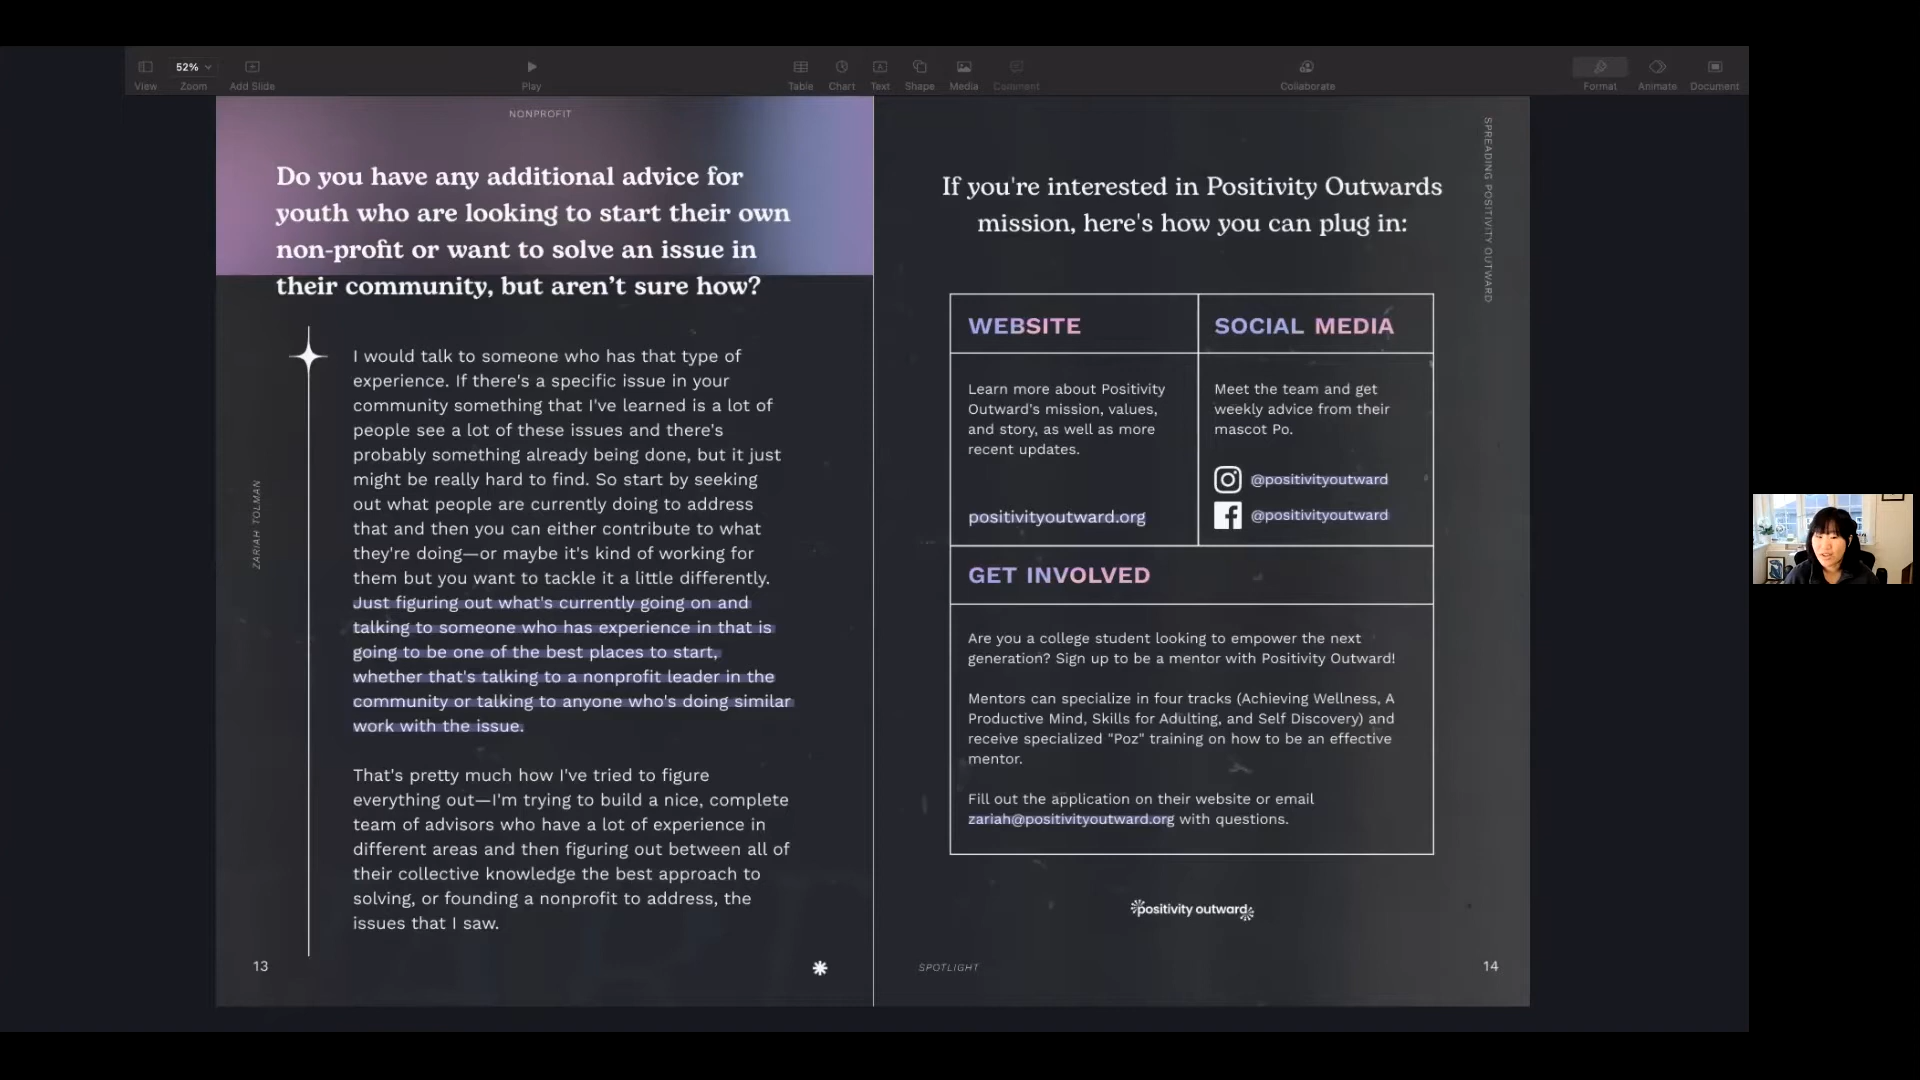 52%
View
Zoom
Add Slide
Play
Table
Chart
Text
Shape
Media
Comment
Collaborate
Format
Animate
Document
NONPROFIT
Do you have any additional advice for
youth who are looking to start their own
non-profit or want to solve an issue in
their community, but aren’t sure how?
I would talk to someone who has that type of
experience. If there's a specific issue in your
community something that I've learned is a lot of
people see a lot of these issues and there's
probably something already being done, but it just
might be really hard to find. So start by seeking
out what people are currently doing to address
that and then you can either contribute to what
they're doing—or maybe it's kind of working for
them but you want to tackle it a little differently.
Just figuring out what's currently going on and
talking to someone who has experience in that is
going to be one of the best places to start,
whether that's talking to a nonprofit leader in the
community or talking to anyone who's doing similar
work with the issue.
That's pretty much how I've tried to figure
everything out—I'm trying to build a nice, complete
team of advisors who have a lot of experience in
different areas and then figuring out between all of
their collective knowledge the best approach to
solving, or founding a nonprofit to address, the
issues that I saw.
ZARIAH TOLMAN
13
SPREADING POSITIVITY OUTWARD
If you're interested in Positivity Outwards
mission, here's how you can plug in:
WEBSITE
Learn more about Positivity
Outward's mission, values,
and story, as well as more
recent updates.
positivityoutward.org
SOCIAL MEDIA
Meet the team and get
weekly advice from their
mascot Po.
@positivityoutward
@positivityoutward
GET INVOLVED
Are you a college student looking to empower the next
generation? Sign up to be a mentor with Positivity Outward!
Mentors can specialize in four tracks (Achieving Wellness, A
Productive Mind, Skills for Adulting, and Self Discovery) and
receive specialized "Poz" training on how to be an effective
mentor.
Fill out the application on their website or email
zariah@positivityoutward.org with questions.
positivity outward
SPOTLIGHT
14